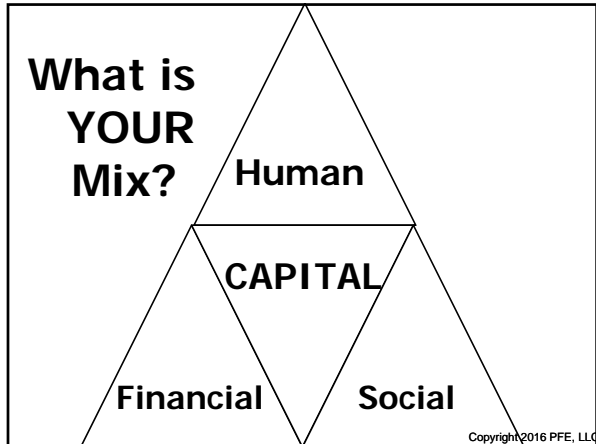 What is
YOUR
Mix?
Human
CAPITAL
Financial Social
Copyright 2016 PFE, LLC